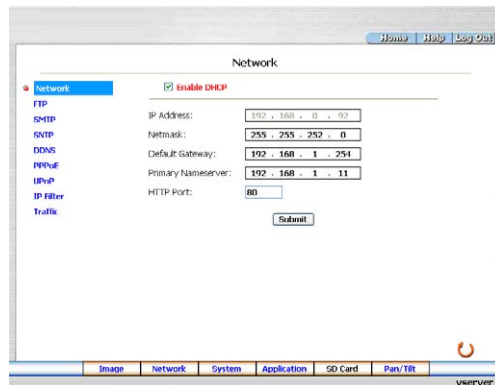 Home Help Log Out
Network
Network
Enable DHCP
FTP
SMTP
SNTP
DDNS
PPPoE
UPnP
IP Filter
Traffic
IP Address: 192 . 168 . 0 . 92
Netmask: 255 . 255 . 252 . 0
Default Gateway: 192 . 168 . 1 . 254
Primary Nameserver: 192 . 168 . 1 . 11
HTTP Port: 80
Submit
Image Network System Application SD Card Pan/Tilt
vserver